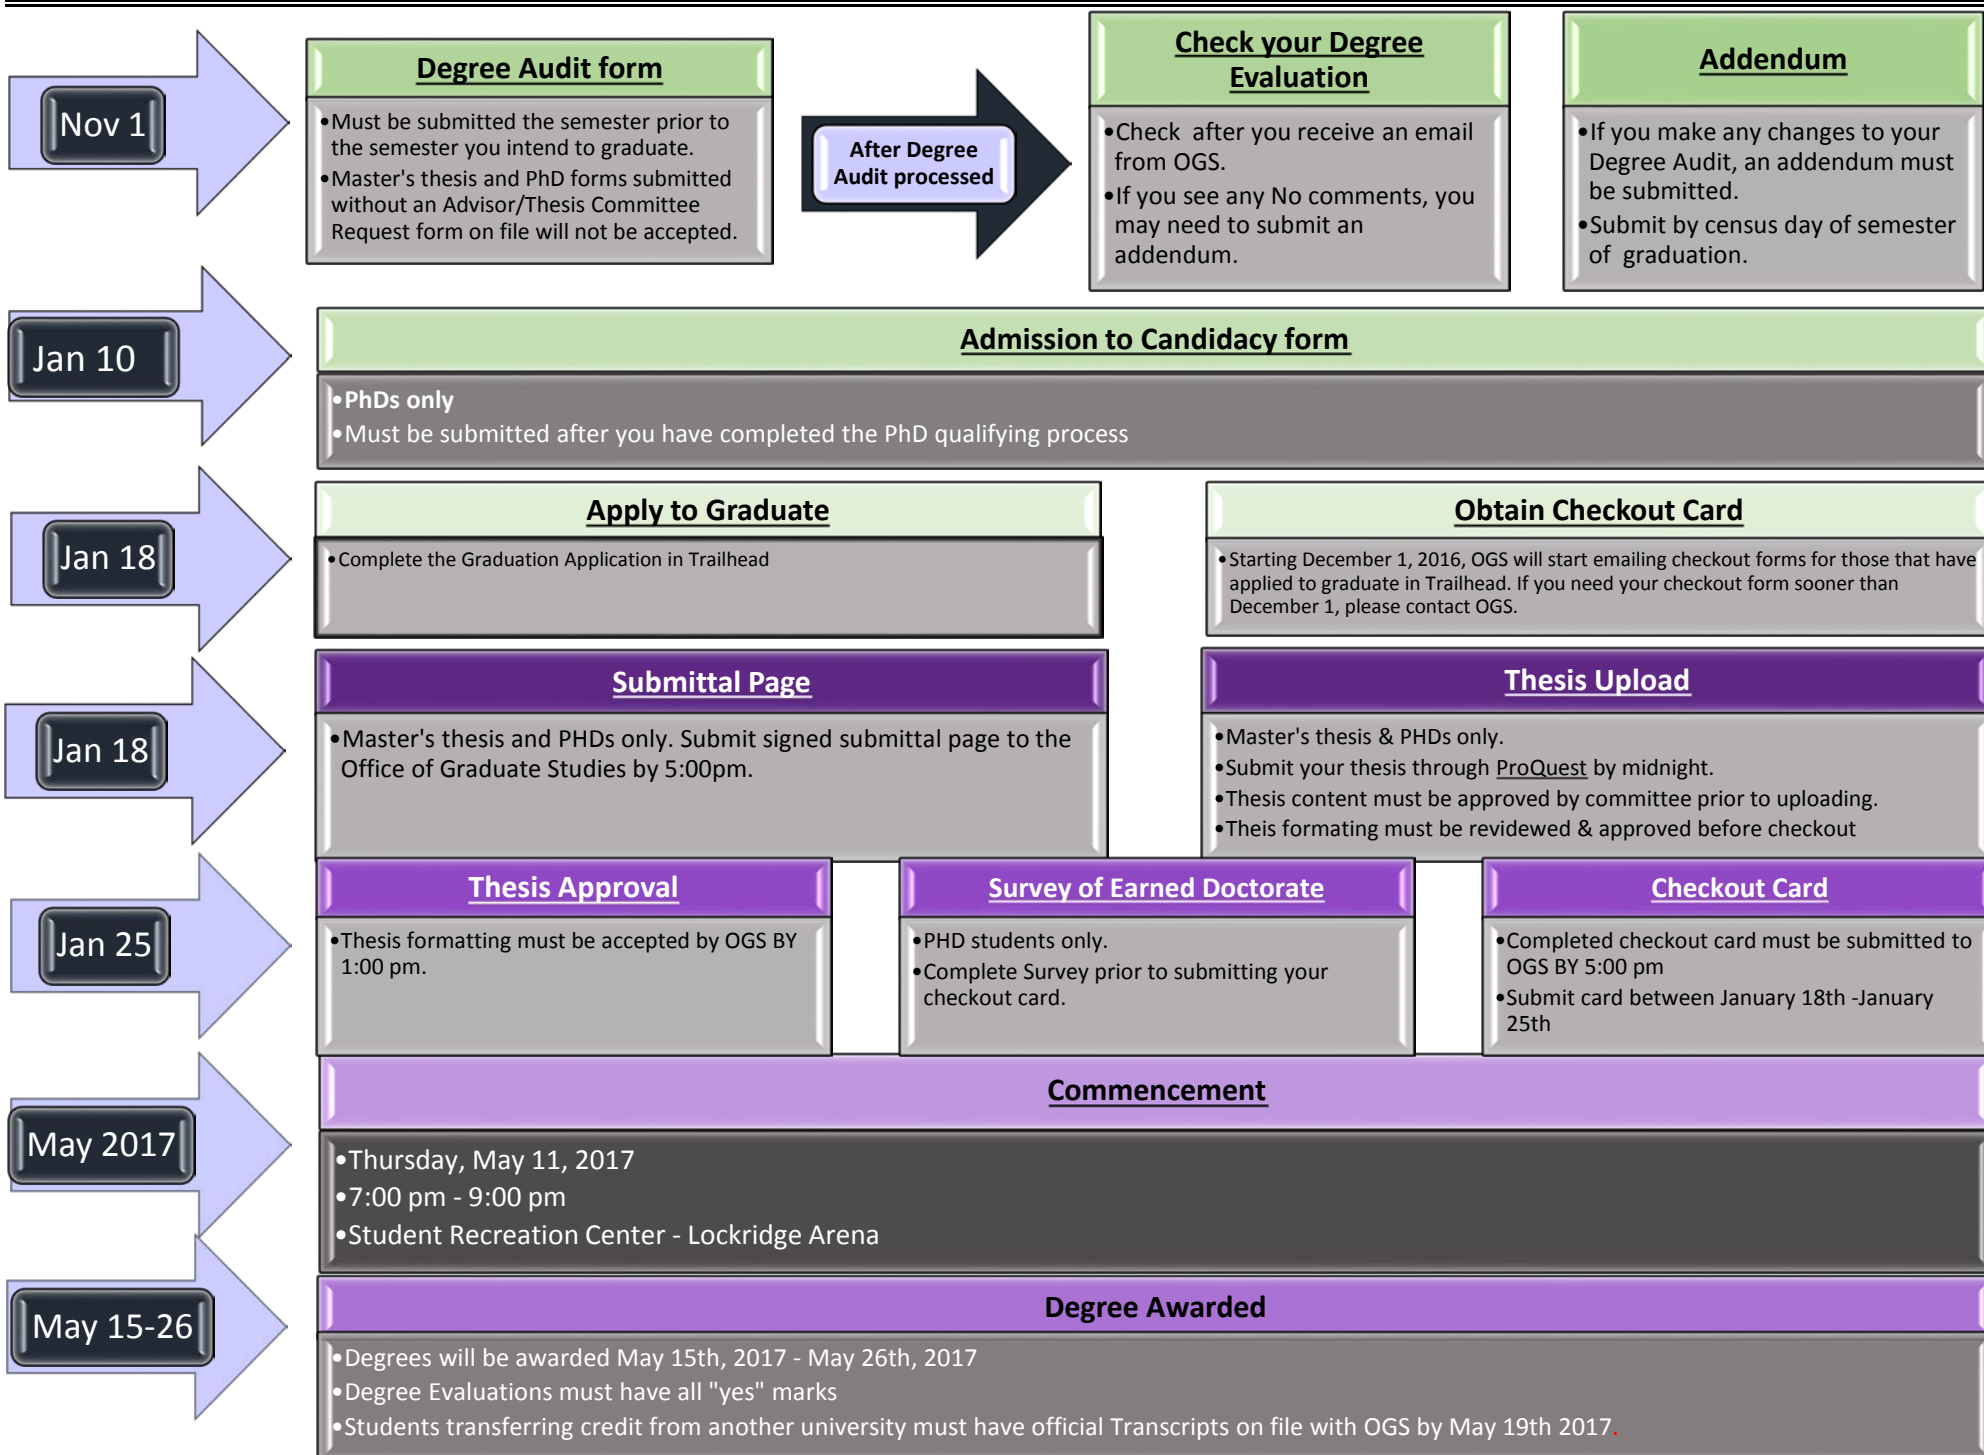 Nov 1
Degree Audit form
•Must be submitted the semester prior to
the semester you intend to graduate.
•Master's thesis and PhD forms submitted
without an Advisor/Thesis Committee
Request form on file will not be accepted.
After Degree
Audit processed
Check your Degree
Evaluation
•Check after you receive an email
from OGS.
•If you see any No comments, you
may need to submit an
addendum.
Addendum
•If you make any changes to your
Degree Audit, an addendum must
be submitted.
•Submit by census day of semester
of graduation.
Jan 10
Admission to Candidacy form
•PhDs only
•Must be submitted after you have completed the PhD qualifying process
Jan 18
Apply to Graduate
•Complete the Graduation Application in Trailhead
Obtain Checkout Card
•Starting December 1, 2016, OGS will start emailing checkout forms for those that have
applied to graduate in Trailhead. If you need your checkout form sooner than
December 1, please contact OGS.
Jan 18
Submittal Page
•Master's thesis and PHDs only. Submit signed submittal page to the
Office of Graduate Studies by 5:00pm.
Thesis Upload
•Master's thesis & PHDs only.
•Submit your thesis through ProQuest by midnight.
•Thesis content must be approved by committee prior to uploading.
•Theis formating must be revidewed & approved before checkout
Jan 25
Thesis Approval
•Thesis formatting must be accepted by OGS BY
1:00 pm.
Survey of Earned Doctorate
•PHD students only.
•Complete Survey prior to submitting your
checkout card.
Checkout Card
•Completed checkout card must be submitted to
OGS BY 5:00 pm
•Submit card between January 18th -January
25th
May 2017
Commencement
•Thursday, May 11, 2017
•7:00 pm - 9:00 pm
•Student Recreation Center - Lockridge Arena
May 15-26
Degree Awarded
•Degrees will be awarded May 15th, 2017 - May 26th, 2017
•Degree Evaluations must have all "yes" marks
•Students transferring credit from another university must have official Transcripts on file with OGS by May 19th 2017.